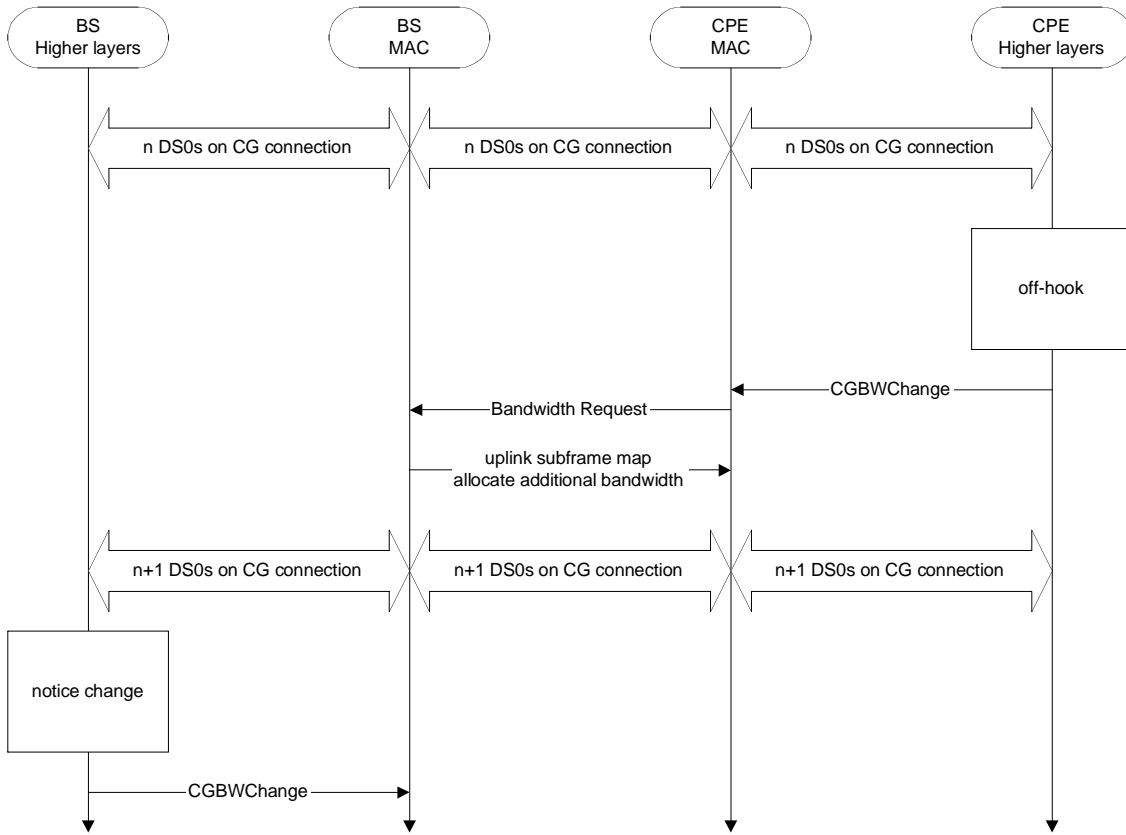 BS
Higher layers
BS
MAC
CPE
MAC
CPE
Higher layers
n DS0s on CG connection
n DS0s on CG connection
n DS0s on CG connection
off-hook
CGBWChange
Bandwidth Request
uplink subframe map
allocate additional bandwidth
n+1 DS0s on CG connection
n+1 DS0s on CG connection
n+1 DS0s on CG connection
notice change
CGBWChange